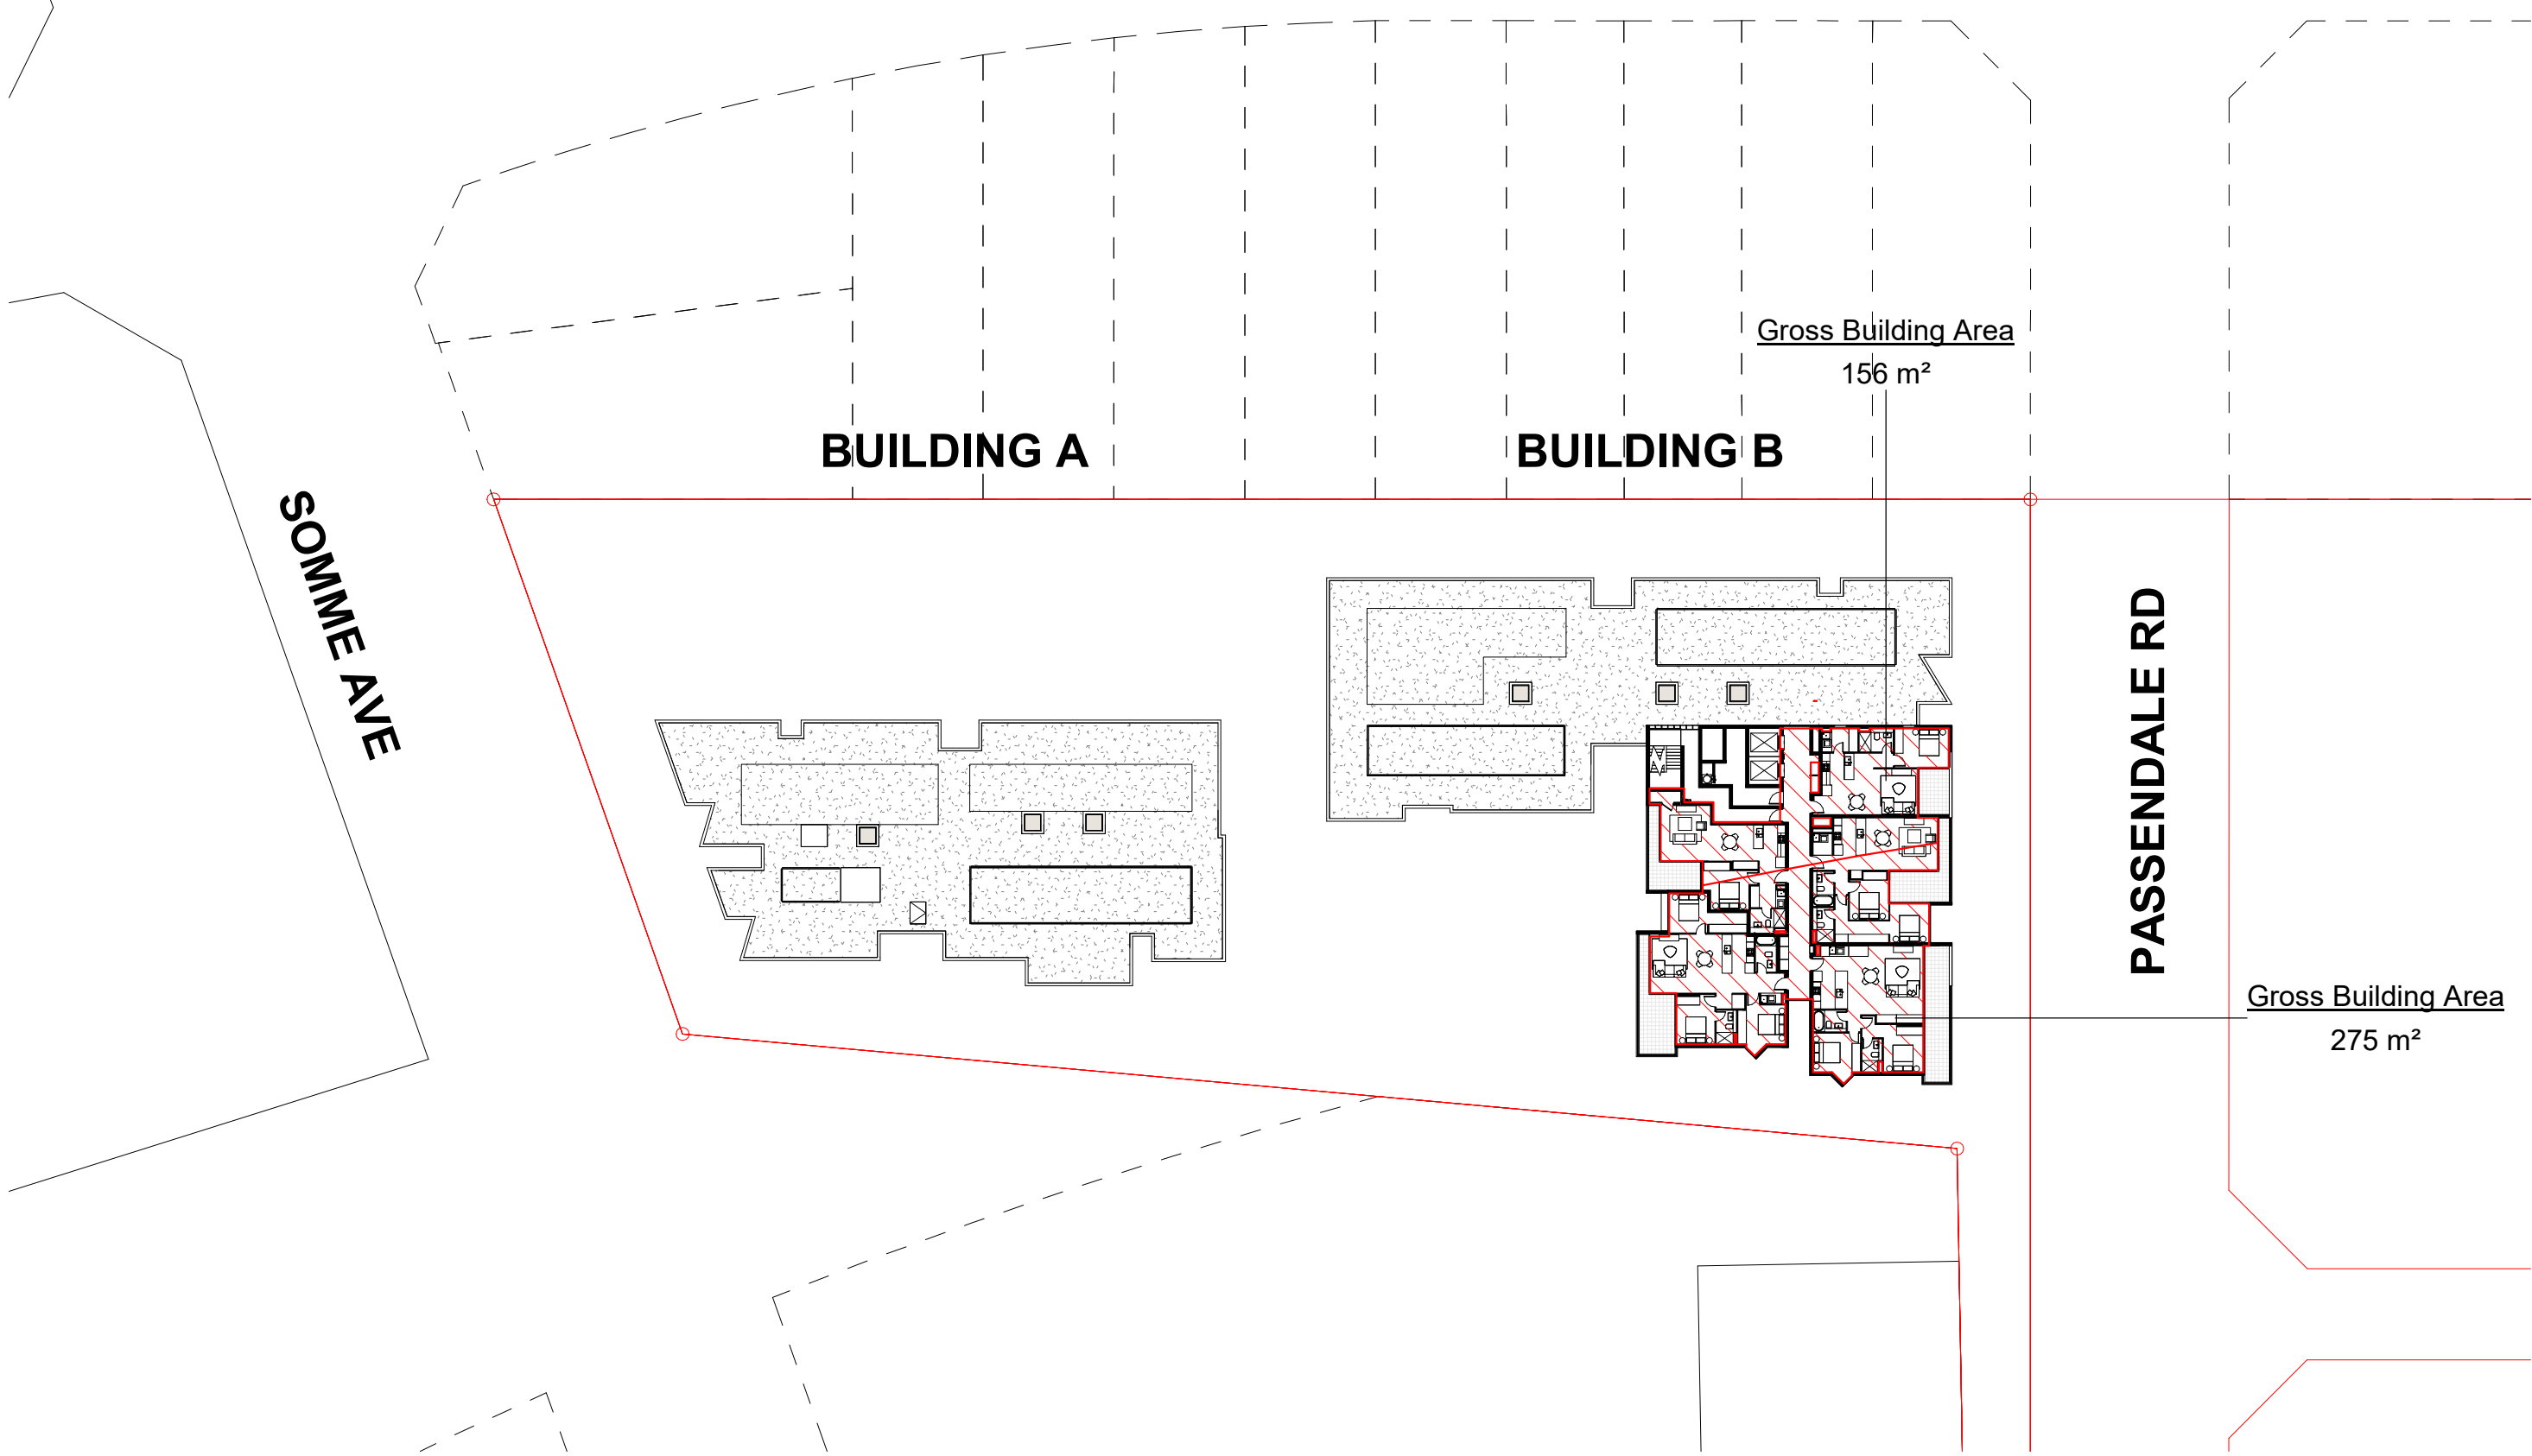 Gross Building Area
156 m²
BUILDING A
BUILDING B
SOMME AVE
PASSENDALE RD
Gross Building Area
275 m²